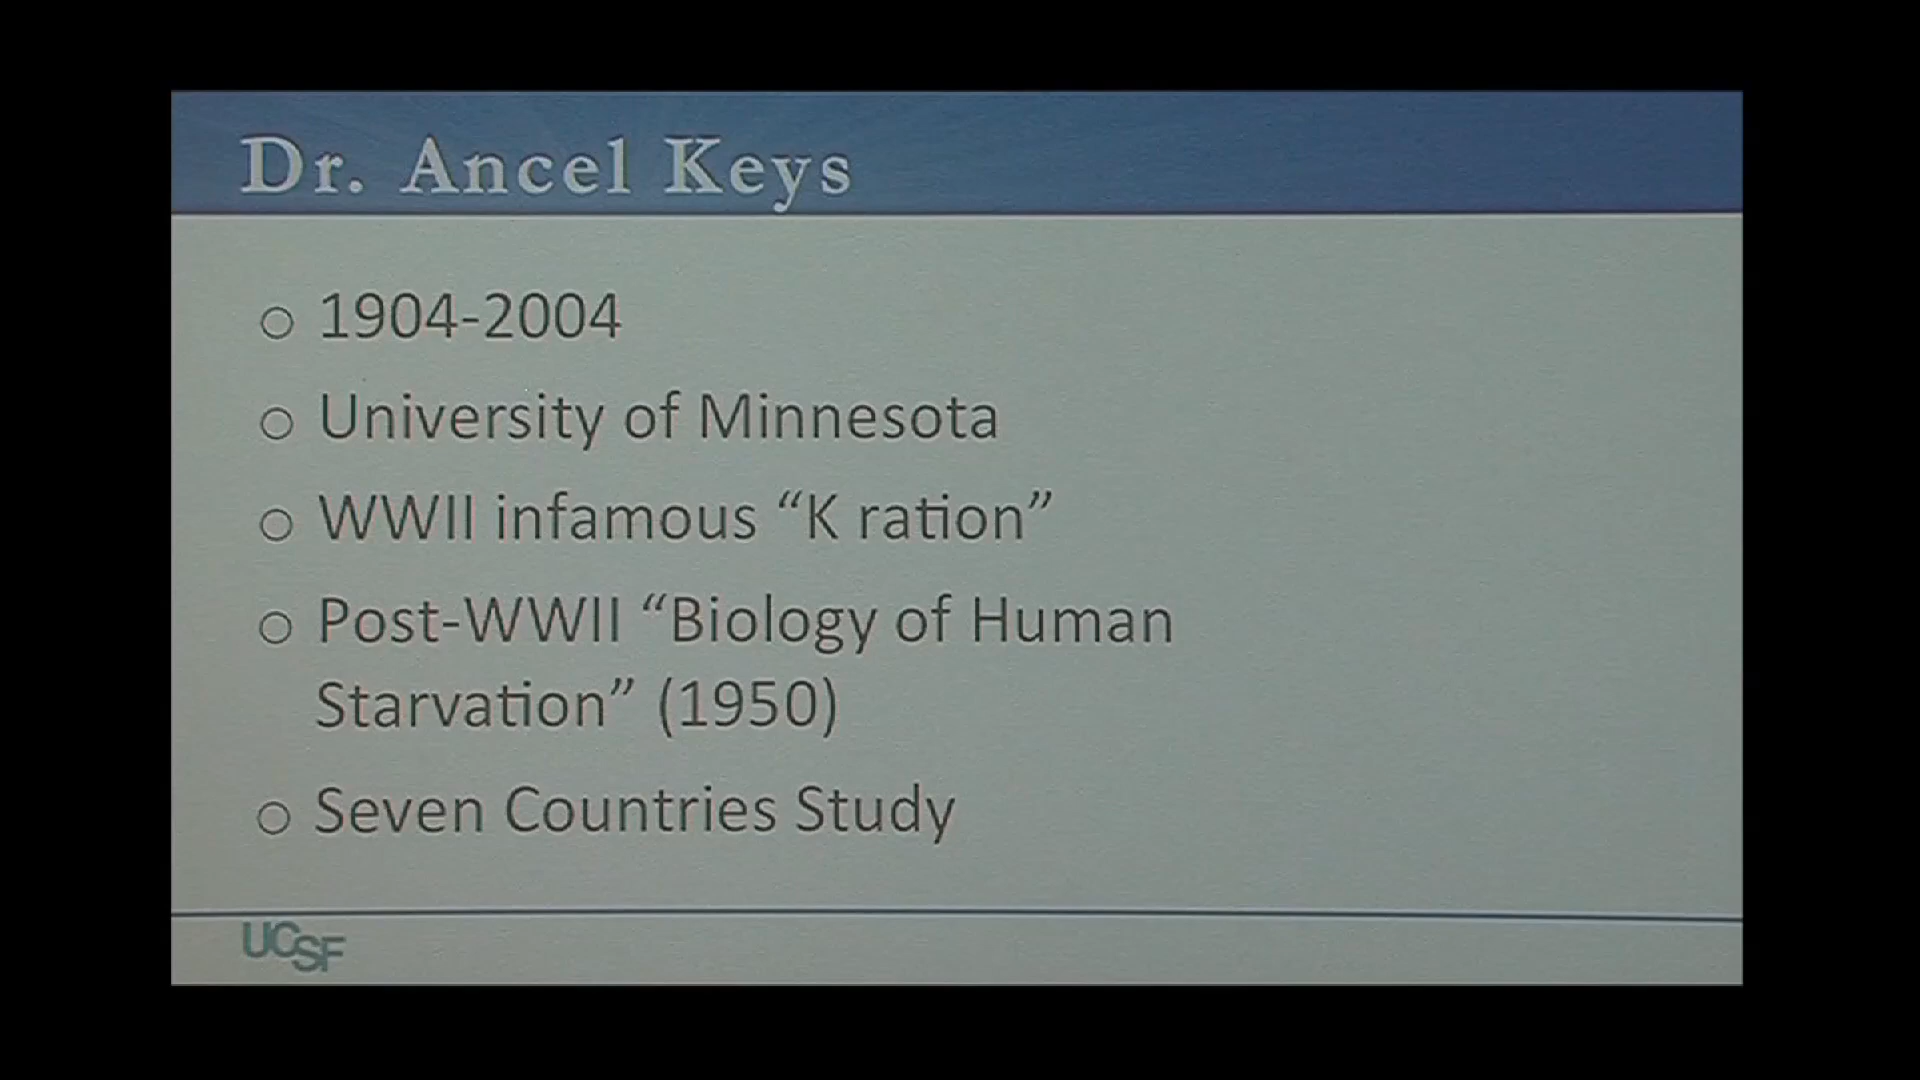 Dr. Ancel Keys
○ 1904-2004
○ University of Minnesota
○ WWII infamous “K ration”
○ Post-WWII “Biology of Human
Starvation” (1950)
○ Seven Countries Study
UCSF